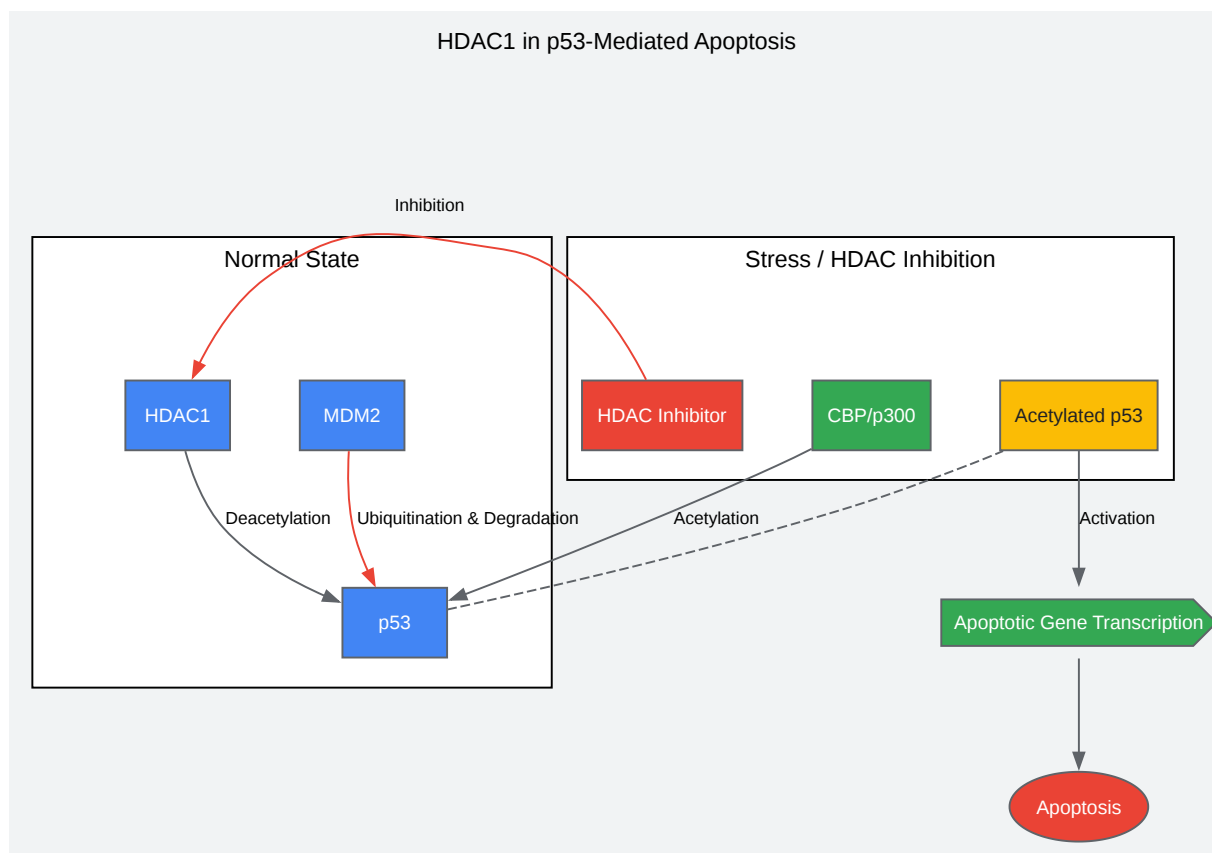 HDAC1 in p53-Mediated Apoptosis
Inhibition
Normal State
Stress / HDAC Inhibition
HDAC1
MDM2
HDAC Inhibitor
CBP/p300
Acetylated p53
Deacetylation
Ubiquitination & Degradation
Acetylation
Activation
p53
Apoptotic Gene Transcription
Apoptosis